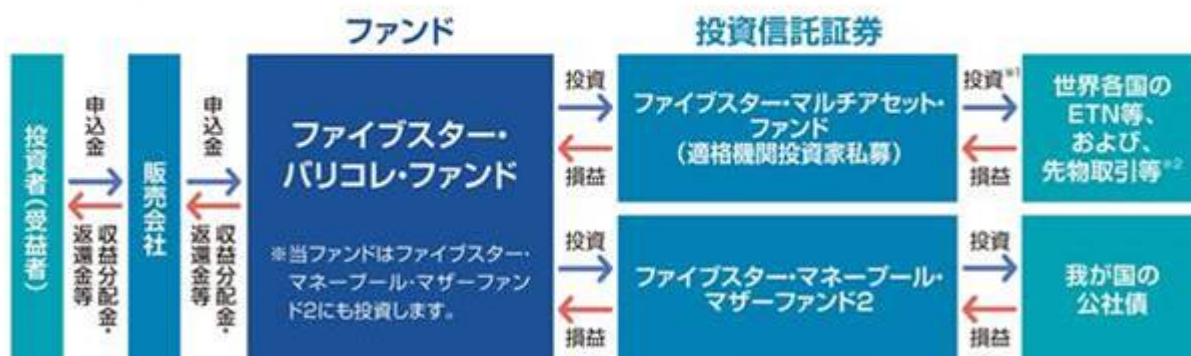 ファンド
投資信託証券
投資者(受益者)
申込金
収益分配金・
返還金等
販売会社
申込金
収益分配金・
返還金等
ファイブスター・
バリコレ・ファンド
※当ファンドはファイブスター・
マネープール・マザーファン
ド2にも投資します。
投資
損益
ファイブスター・マルチアセット・
ファンド
(適格機関投資家私募)
投資※1
損益
世界各国の
ETN等、
および、
先物取引等※2
投資
損益
ファイブスター・マネープール・
マザーファンド2
投資
損益
我が国の
公社債